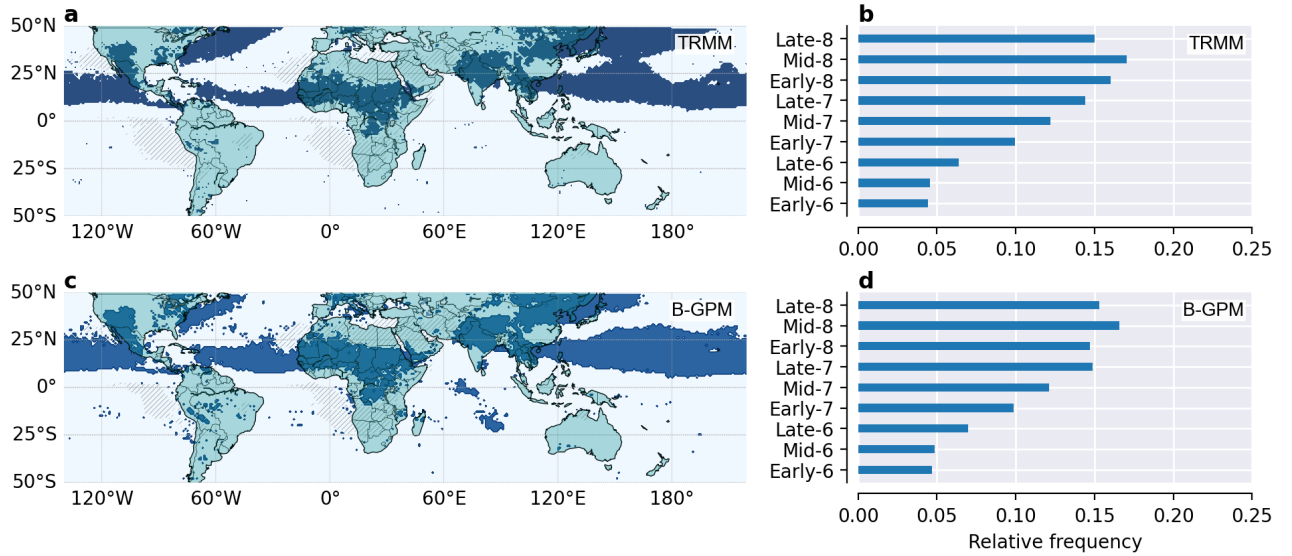 a
50°N
25°N
0°
25°S
50°S
TRMM
120°W 60°W 0° 60°E 120°E 180°
b
Late-8
Mid-8
Early-8
Late-7
Mid-7
Early-7
Late-6
Mid-6
Early-6
TRMM
0.00 0.05 0.10 0.15 0.20 0.25
c
50°N
25°N
0°
25°S
50°S
B-GPM
120°W 60°W 0° 60°E 120°E 180°
d
Late-8
Mid-8
Early-8
Late-7
Mid-7
Early-7
Late-6
Mid-6
Early-6
B-GPM
0.00 0.05 0.10 0.15 0.20 0.25
Relative frequency